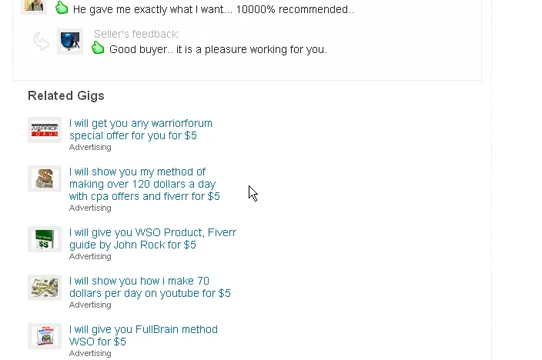 He gave me exactly what I want... 10000% recommended..
Seller's feedback:
Good buyer.. it is a pleasure working for you.
Related Gigs
I will get you any warriorforum
special offer for you for $5
Advertising
I will show you my method of
making over 120 dollars a day
with cpa offers and fiverr for $5
Advertising
I will give you WSO Product, Fiverr
guide by John Rock for $5
Advertising
I will show you how i make 70
dollars per day on youtube for $5
Advertising
I will give you FullBrain method
WSO for $5
Advertising